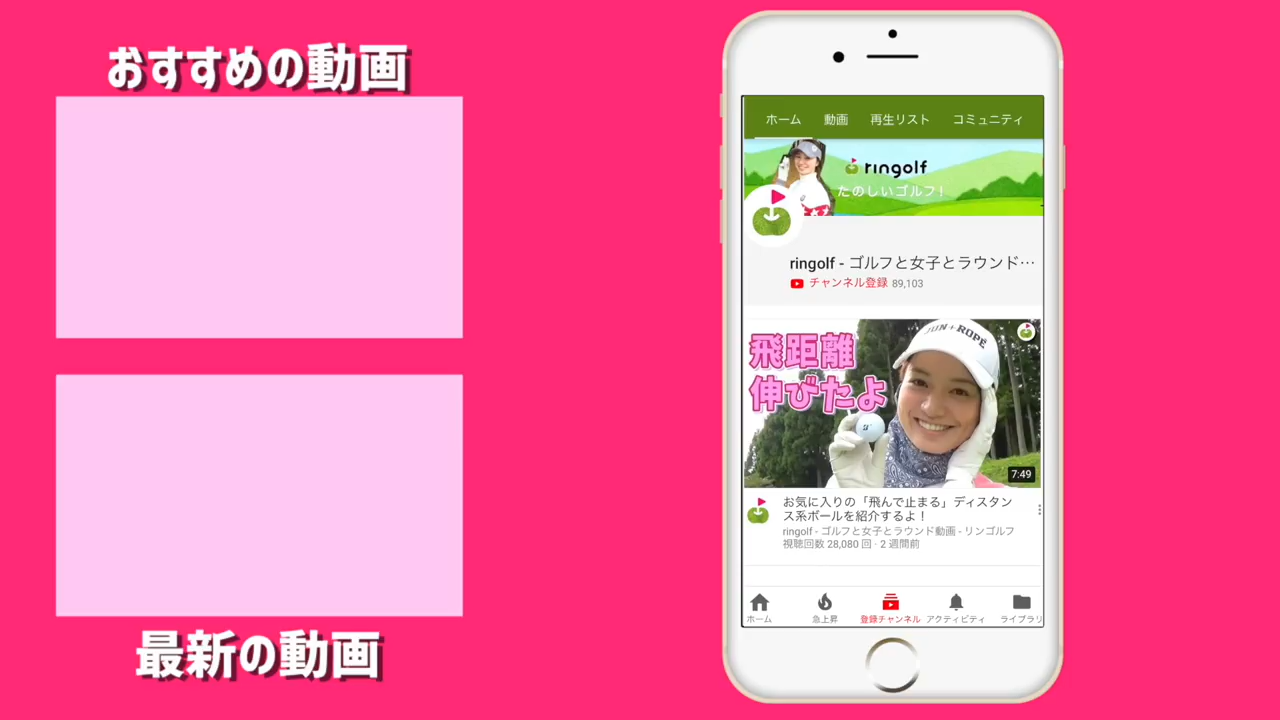 おすすめの動画
最新の動画
ホーム 動画 再生リスト コミュニティ
ringolf
たのしいゴルフ!
ringolf - ゴルフと女子とラウンド…
チャンネル登録 89,103
JUN+ROPÉ
飛距離
伸びたよ
7:49
お気に入りの「飛んで止まる」ディスタン
ス系ボールを紹介するよ!
ringolf - ゴルフと女子とラウンド動画 - リンゴルフ
視聴回数 28,080 回 · 2 週間前
ホーム 急上昇 登録チャンネル アクティビティ ライブラリ